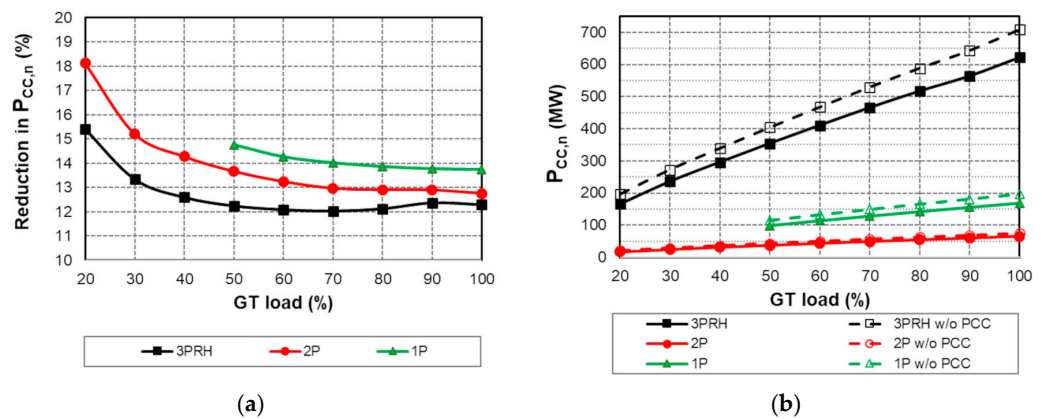 Reduction in PCC,n (%)
20
19
18
17
16
15
14
13
12
11
10
20 30 40 50 60 70 80 90 100
GT load (%)
3PRH 2P 1P
(a)
PCC,n (MW)
700
600
500
400
300
200
100
0
20 30 40 50 60 70 80 90 100
GT load (%)
3PRH 3PRH w/o PCC
2P 2P w/o PCC
1P 1P w/o PCC
(b)